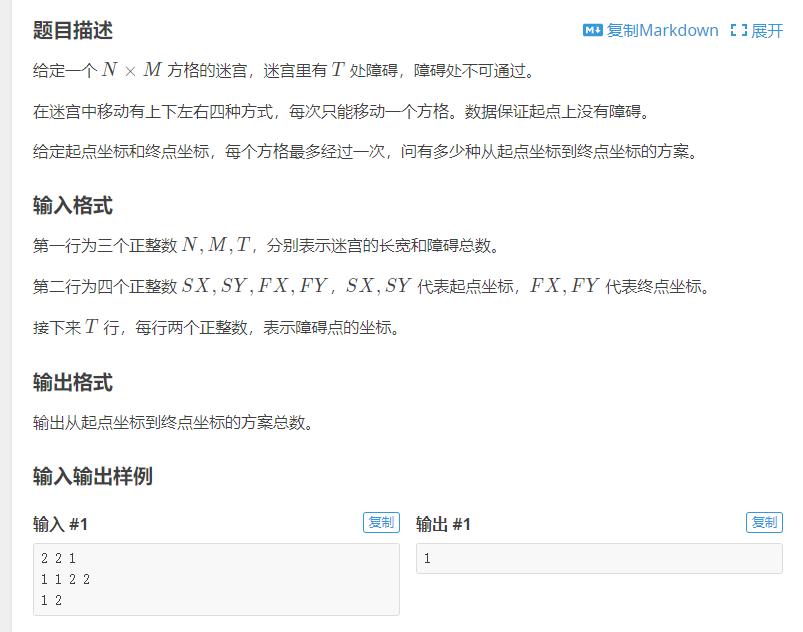 题目描述
复制Markdown 展开
给定一个 N × M 方格的迷宫，迷宫里有 T 处障碍，障碍处不可通过。
在迷宫中移动有上下左右四种方式，每次只能移动一个方格。数据保证起点上没有障碍。
给定起点坐标和终点坐标，每个方格最多经过一次，问有多少种从起点坐标到终点坐标的方案。
输入格式
第一行为三个正整数 N, M, T，分别表示迷宫的长宽和障碍总数。
第二行为四个正整数 SX, SY, FX, FY，SX, SY 代表起点坐标，FX, FY 代表终点坐标。
接下来 T 行，每行两个正整数，表示障碍点的坐标。
输出格式
输出从起点坐标到终点坐标的方案总数。
输入输出样例
输入 #1
复制
2 2 1
1 1 2 2
1 2
输出 #1
复制
1